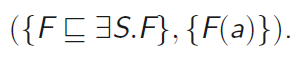 ({F ⊑ ∃S.F}, {F(a)}).